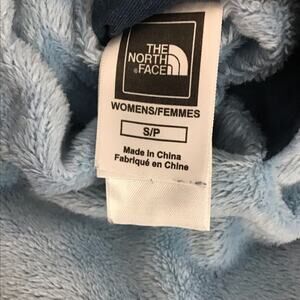 THE
NORTH
FACE
WOMENS/FEMMES
S/P
Made in China
Fabriqué en Chine